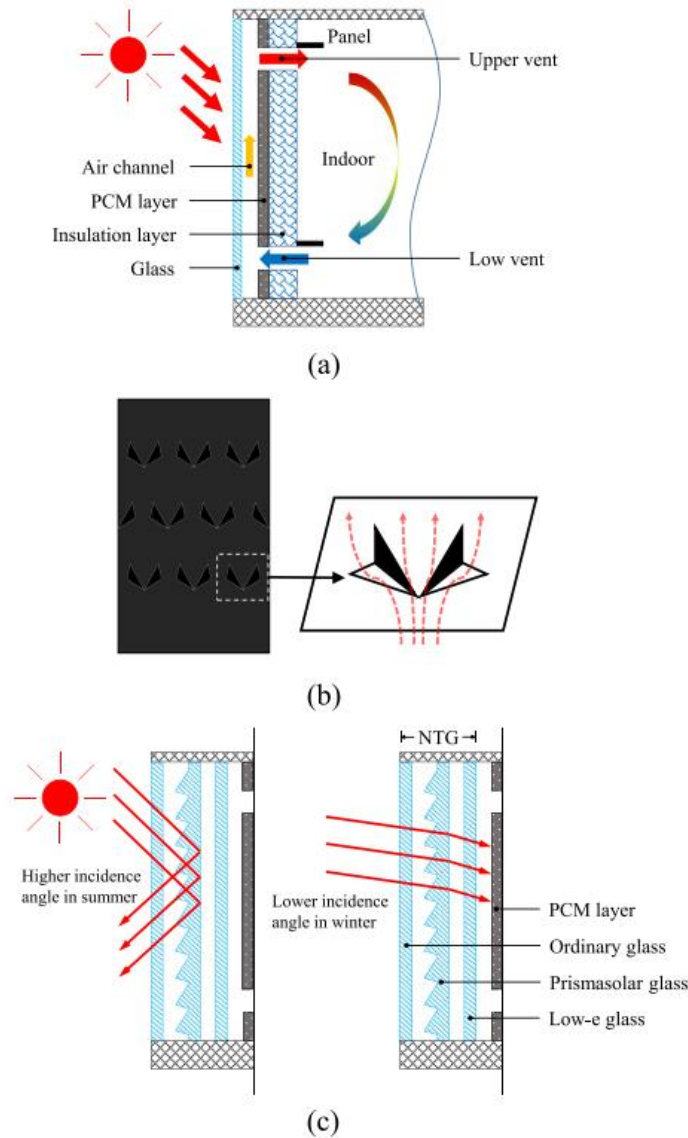 Panel
Upper vent
Air channel
Indoor
PCM layer
Insulation layer
Glass
Low vent
(a)
(b)
NTG
Higher incidence
angle in summer
Lower incidence
angle in winter
PCM layer
Ordinary glass
Prismasolar glass
Low-e glass
(c)